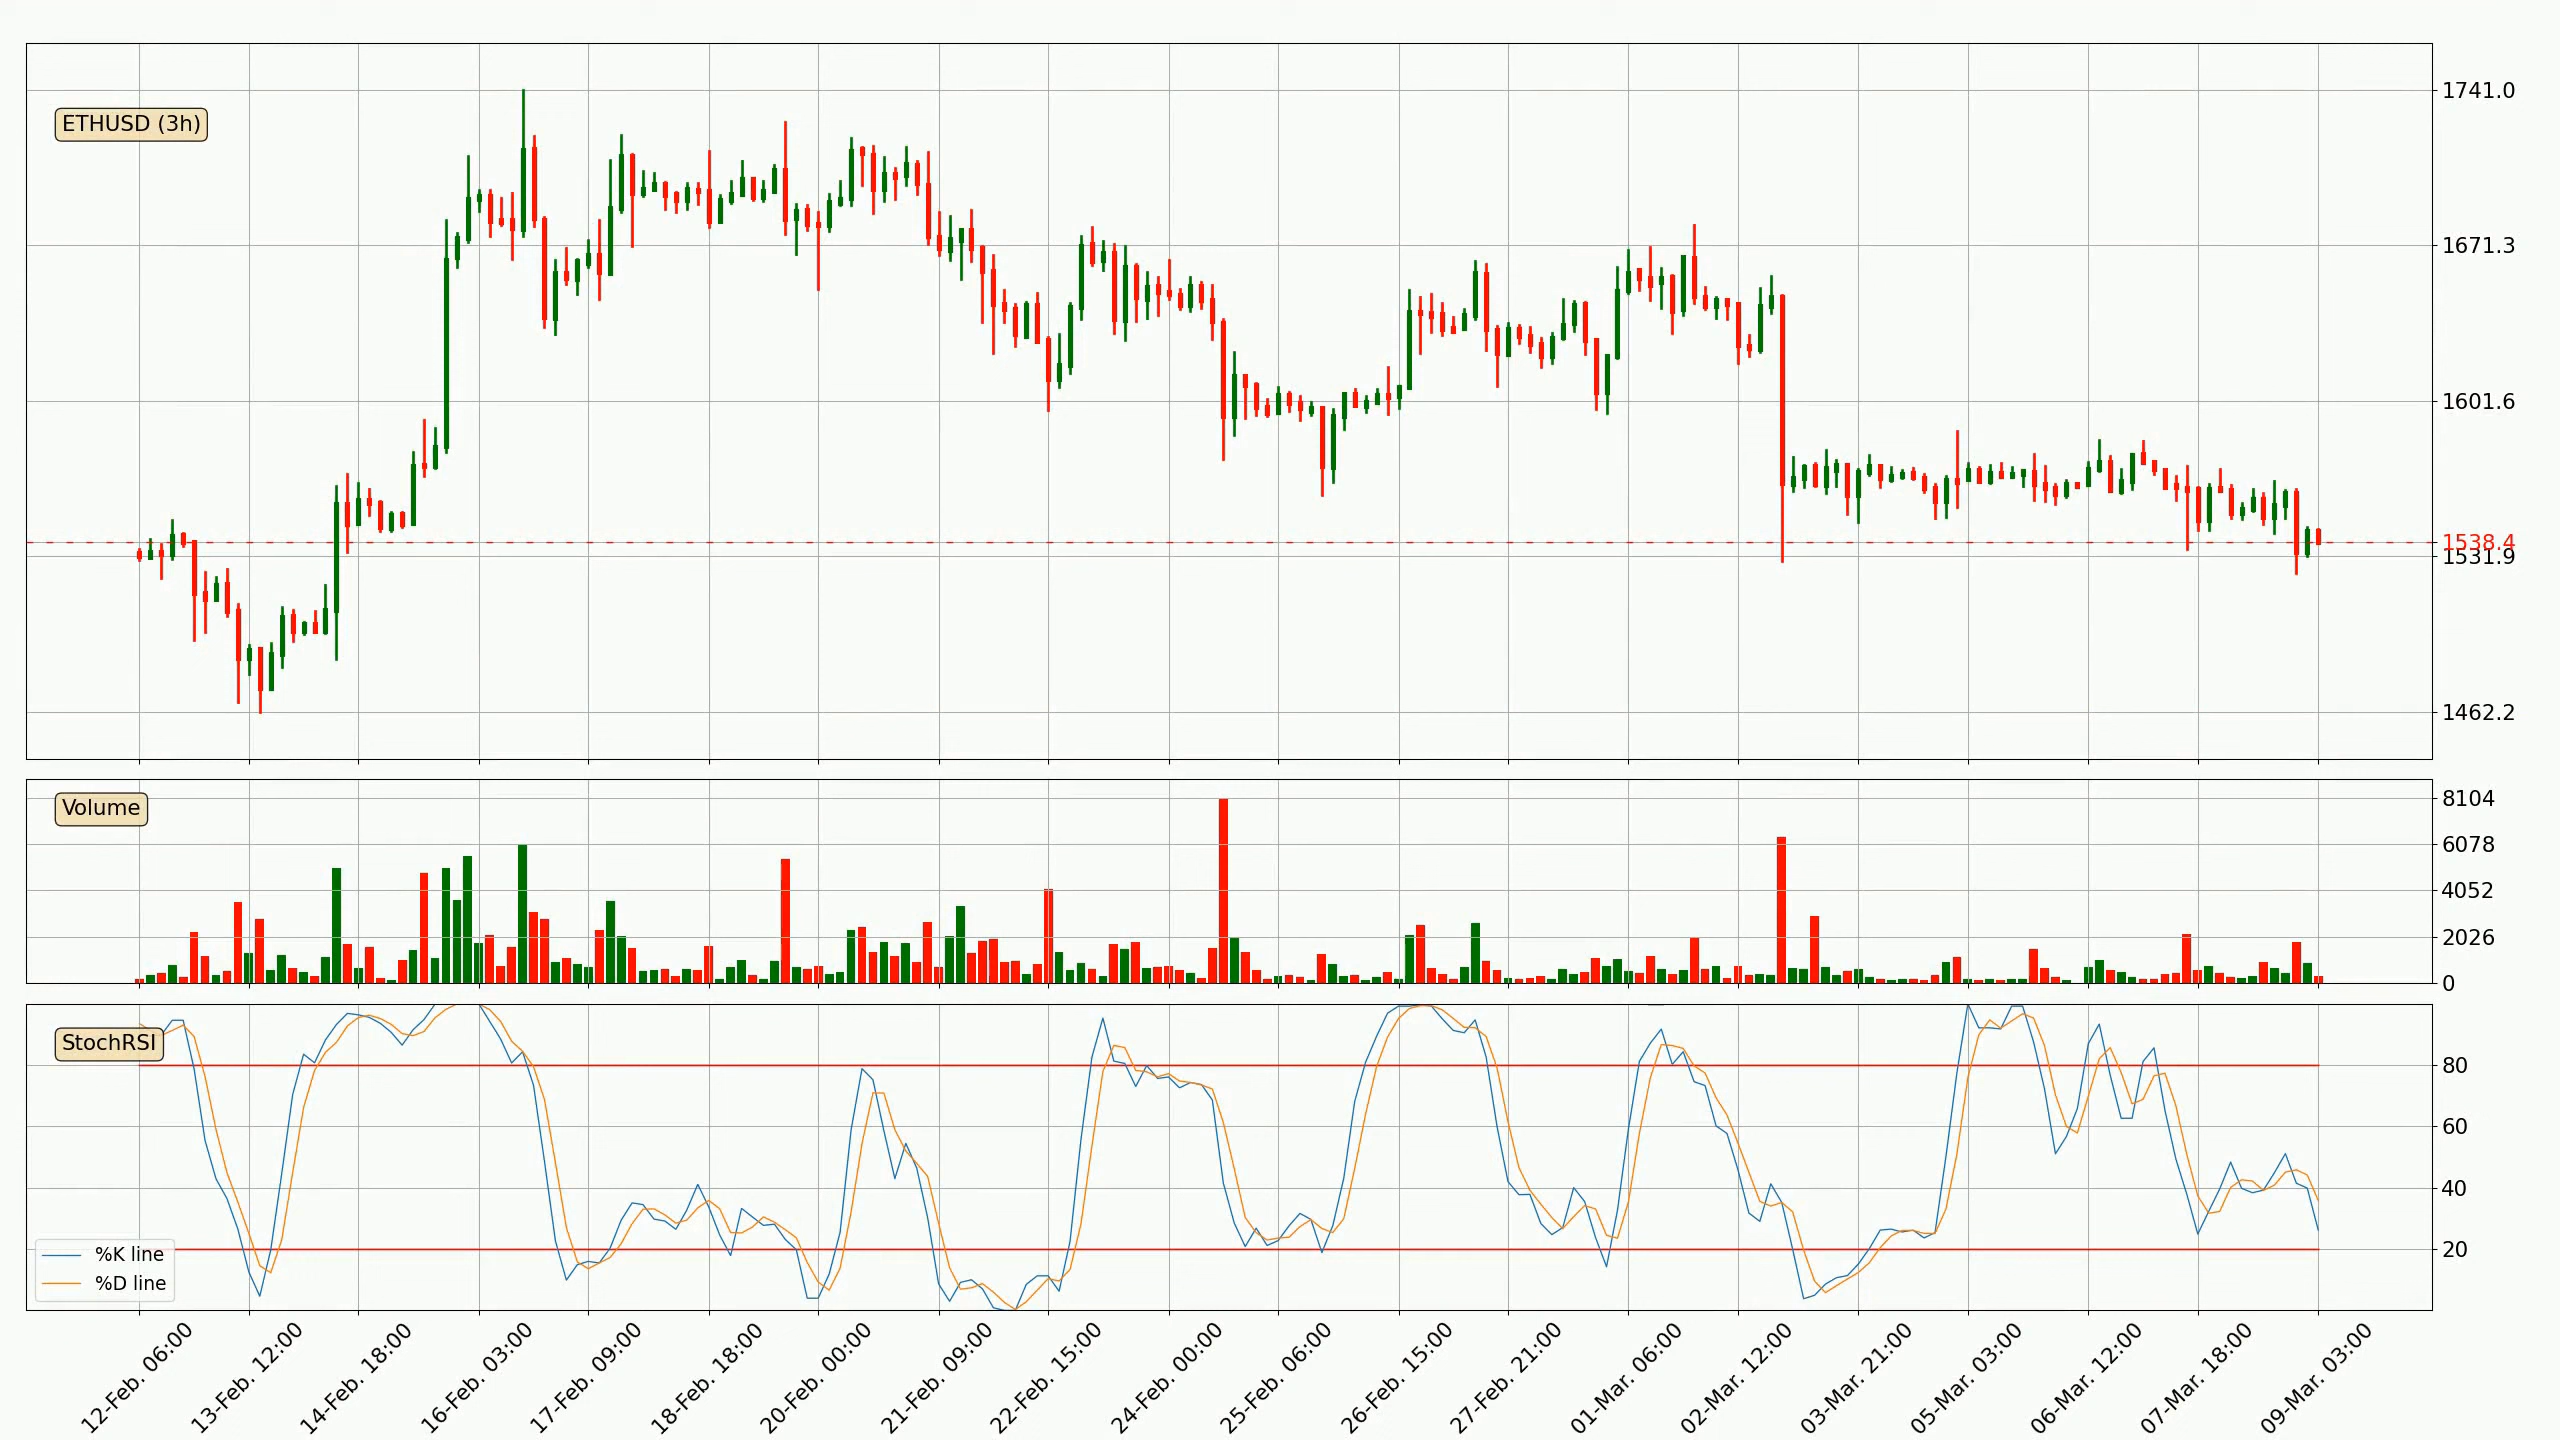 ETHUSD (3h)
1741.0
1671.3
1601.6
1538.4
1531.9
1462.2
Volume
8104
6078
4052
2026
0
StochRSI
80
60
40
20
%K line
%D line
12-Feb. 06:00
13-Feb. 12:00
14-Feb. 18:00
16-Feb. 03:00
17-Feb. 09:00
18-Feb. 18:00
20-Feb. 00:00
21-Feb. 09:00
22-Feb. 15:00
24-Feb. 00:00
25-Feb. 06:00
26-Feb. 15:00
27-Feb. 21:00
01-Mar. 06:00
02-Mar. 12:00
03-Mar. 21:00
05-Mar. 03:00
06-Mar. 12:00
07-Mar. 18:00
09-Mar. 03:00